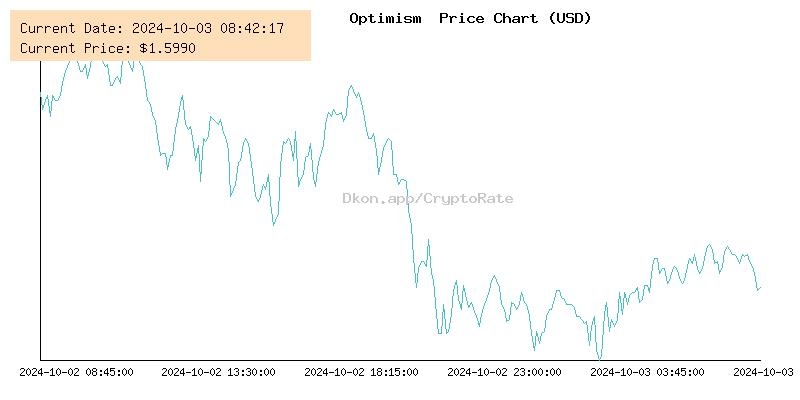 Optimism  Price Chart (USD)
Current Date: 2024-10-03 08:42:17
Current Price: $1.5990
Dkon.app/CryptoRate
2024-10-02 08:45:00 2024-10-02 13:30:00 2024-10-02 18:15:00 2024-10-02 23:00:00 2024-10-03 03:45:00 2024-10-03